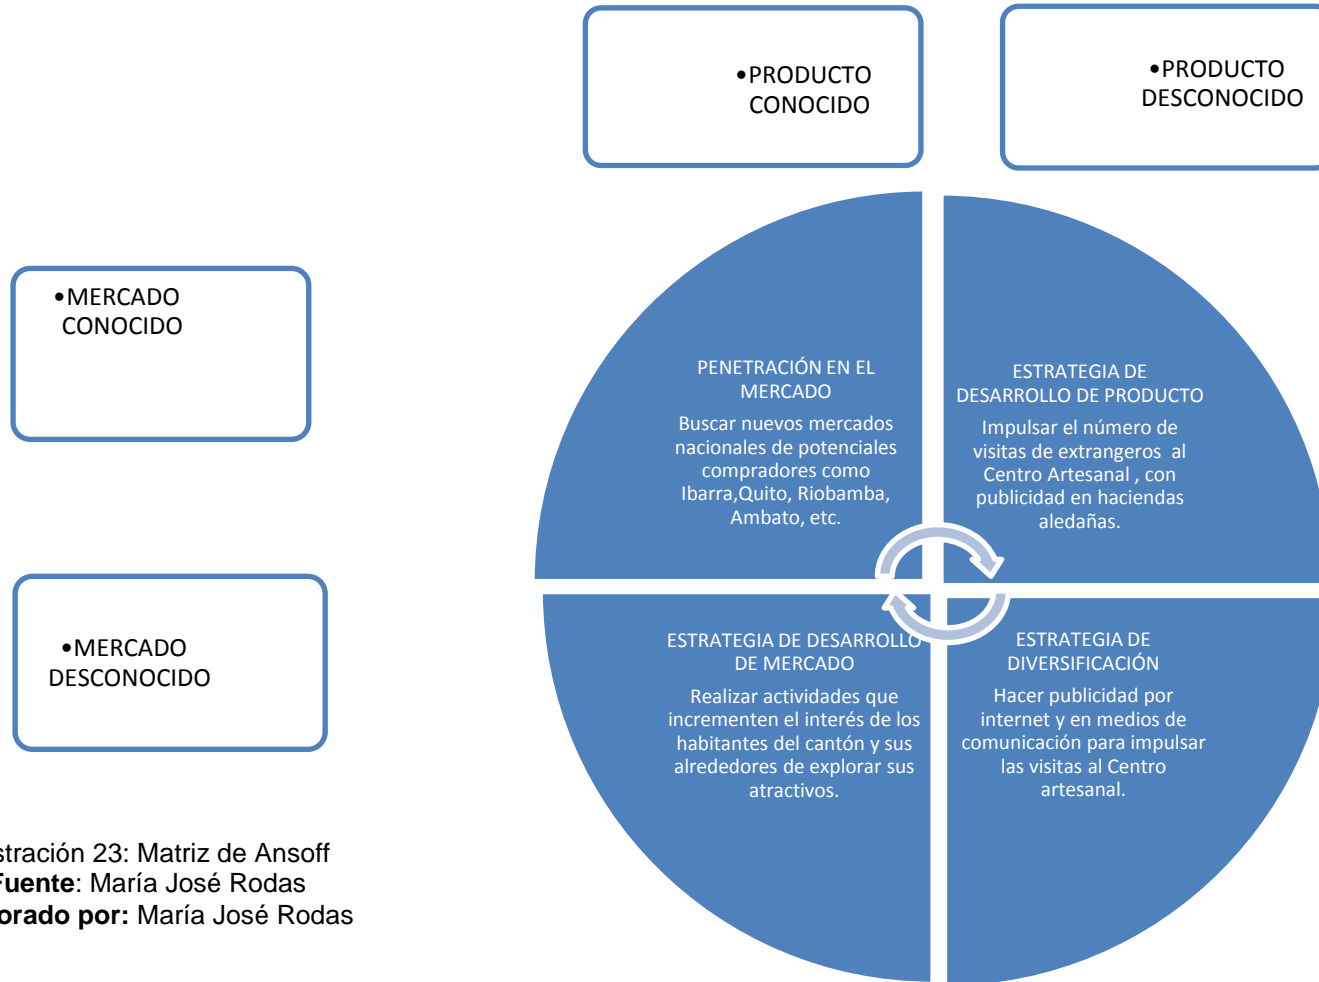 •PRODUCTO
CONOCIDO
•PRODUCTO
DESCONOCIDO
•MERCADO
CONOCIDO
PENETRACIÓN EN EL
MERCADO
Buscar nuevos mercados
nacionales de potenciales
compradores como
Ibarra,Quito, Riobamba,
Ambato, etc.
ESTRATEGIA DE
DESARROLLO DE PRODUCTO
Impulsar el número de
visitas de extrangeros al
Centro Artesanal , con
publicidad en haciendas
aledañas.
•MERCADO
DESCONOCIDO
ESTRATEGIA DE DESARROLLO
DE MERCADO
Realizar actividades que
incrementen el interés de los
habitantes del cantón y sus
alrededores de explorar sus
atractivos.
ESTRATEGIA DE
DIVERSIFICACIÓN
Hacer publicidad por
internet y en medios de
comunicación para impulsar
las visitas al Centro
artesanal.
stración 23: Matriz de Ansoff
Fuente: María José Rodas
orado por: María José Rodas